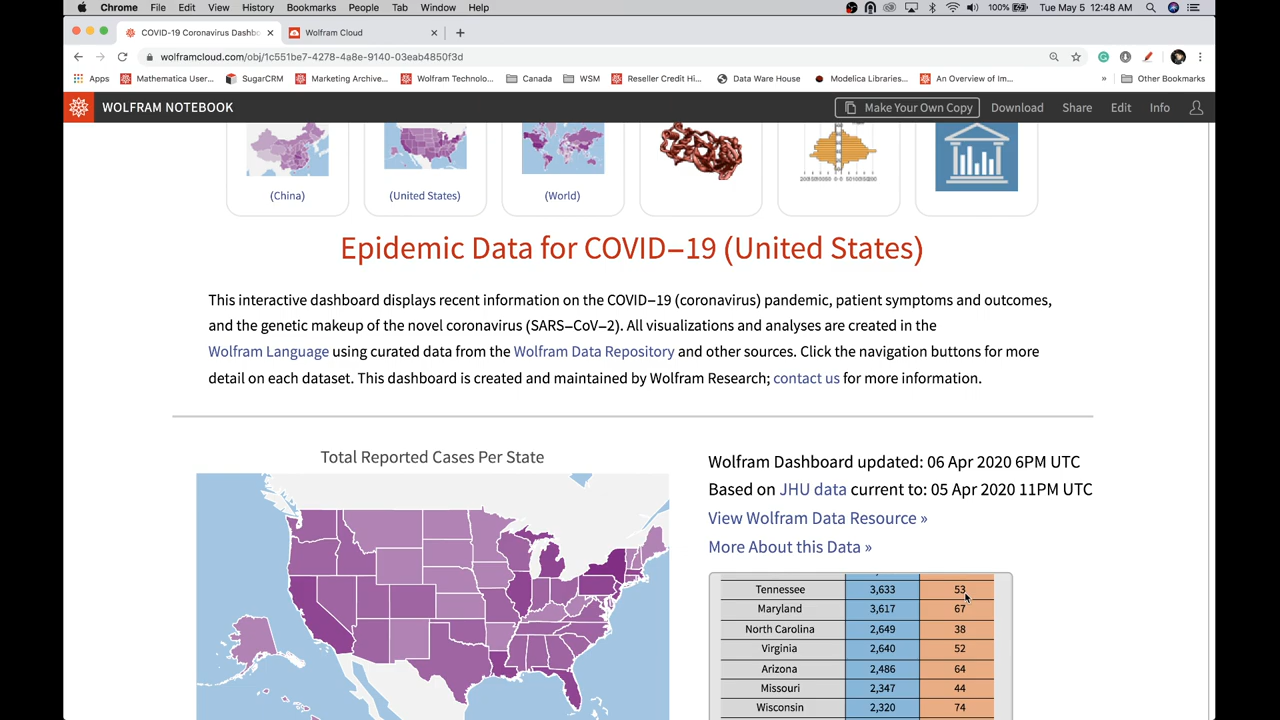 Chrome File Edit View History Bookmarks People Tab Window Help 100% Tue May 5 12:48 AM
COVID-19 Coronavirus Dashbo Wolfram Cloud
wolframcloud.com/obj/1c551be7-4278-4a8e-9140-03eab4850f3d
Apps Mathematica User... SugarCRM Marketing Archive... Wolfram Technolo... Canada WSM Reseller Credit Hi... Data Ware House Modelica Libraries... An Overview of Im... » Other Bookmarks
WOLFRAM NOTEBOOK Make Your Own Copy Download Share Edit Info
(China) (United States) (World)
Epidemic Data for COVID–19 (United States)
This interactive dashboard displays recent information on the COVID–19 (coronavirus) pandemic, patient symptoms and outcomes,
and the genetic makeup of the novel coronavirus (SARS–CoV–2). All visualizations and analyses are created in the
Wolfram Language using curated data from the Wolfram Data Repository and other sources. Click the navigation buttons for more
detail on each dataset. This dashboard is created and maintained by Wolfram Research; contact us for more information.
Total Reported Cases Per State
Wolfram Dashboard updated: 06 Apr 2020 6PM UTC
Based on JHU data current to: 05 Apr 2020 11PM UTC
View Wolfram Data Resource »
More About this Data »
Tennessee 3,633 53
Maryland 3,617 67
North Carolina 2,649 38
Virginia 2,640 52
Arizona 2,486 64
Missouri 2,347 44
Wisconsin 2,320 74